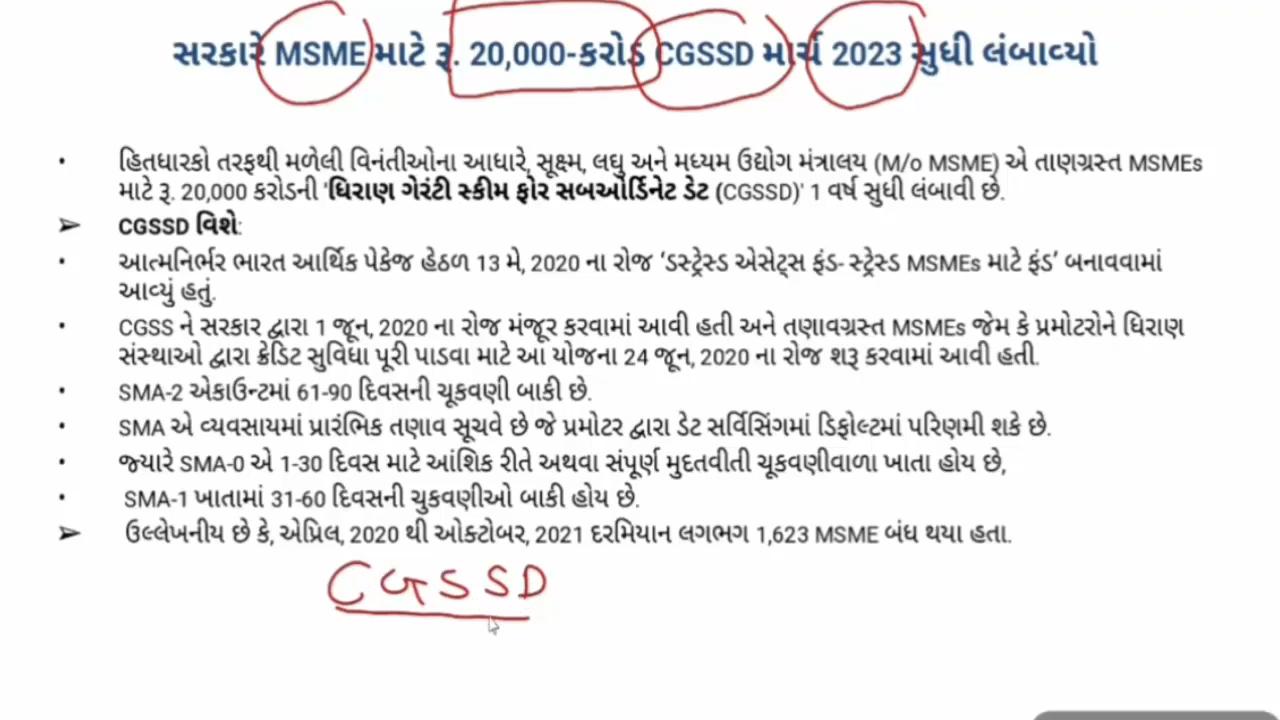 સરકારે MSME માટે રૂ. 20,000-કરોડ CGSSD માર્ચ 2023 સુધી લંબાવ્યો
• હિતધારકો તરફથી મળેલી વિનંતીઓના આધારે, સૂક્ષ્મ, લઘુ અને મધ્યમ ઉદ્યોગ મંત્રાલય (M/o MSME) એ તાણગ્રસ્ત MSMEs
માટે રૂ. 20,000 કરોડની 'ધિરાણ ગેરંટી સ્કીમ ફોર સબઓર્ડિનેટ ડેટ (CGSSD)' 1 વર્ષ સુધી લંબાવી છે.
➢ CGSSD વિશે:
• આત્મનિર્ભર ભારત આર્થિક પેકેજ હેઠળ 13 મે, 2020 ના રોજ ‘ડસ્ટ્રેસ્ડ એસેટ્સ ફંડ- સ્ટ્રેસ્ડ MSMEs માટે ફંડ’ બનાવવામાં
આવ્યું હતું.
• CGSS ને સરકાર દ્વારા 1 જૂન, 2020 ના રોજ મંજૂર કરવામાં આવી હતી અને તણાવગ્રસ્ત MSMEs જેમ કે પ્રમોટરોને ધિરાણ
સંસ્થાઓ દ્વારા ક્રેડિટ સુવિધા પૂરી પાડવા માટે આ યોજના 24 જૂન, 2020 ના રોજ શરૂ કરવામાં આવી હતી.
• SMA-2 એકાઉન્ટમાં 61-90 દિવસની ચૂકવણી બાકી છે.
• SMA એ વ્યવસાયમાં પ્રારંભિક તણાવ સૂચવે છે જે પ્રમોટર દ્વારા ડેટ સર્વિસિંગમાં ડિફોલ્ટમાં પરિણમી શકે છે.
• જ્યારે SMA-0 એ 1-30 દિવસ માટે આંશિક રીતે અથવા સંપૂર્ણ મુદતવીતી ચૂકવણીવાળા ખાતા હોય છે,
• SMA-1 ખાતામાં 31-60 દિવસની ચુકવણીઓ બાકી હોય છે.
➢ ઉલ્લેખનીય છે કે, એપ્રિલ, 2020 થી ઓક્ટોબર, 2021 દરમિયાન લગભગ 1,623 MSME બંધ થયા હતા.
CGSSD